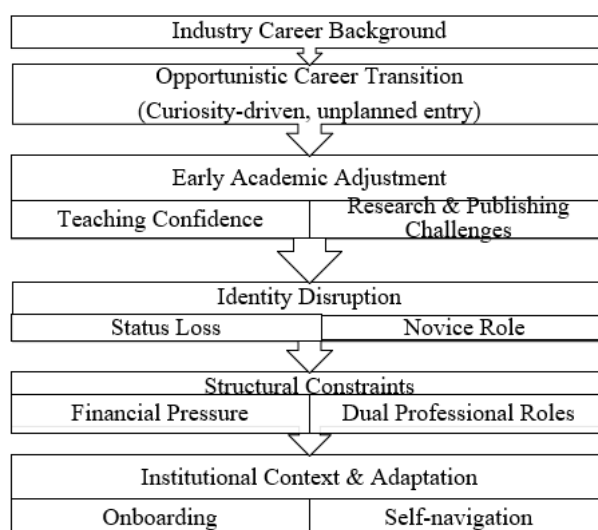 Industry Career Background
Opportunistic Career Transition
(Curiosity-driven, unplanned entry)
Early Academic Adjustment
Teaching Confidence
Research & Publishing
Challenges
Identity Disruption
Status Loss
Novice Role
Structural Constraints
Financial Pressure
Dual Professional Roles
Institutional Context & Adaptation
Onboarding
Self-navigation